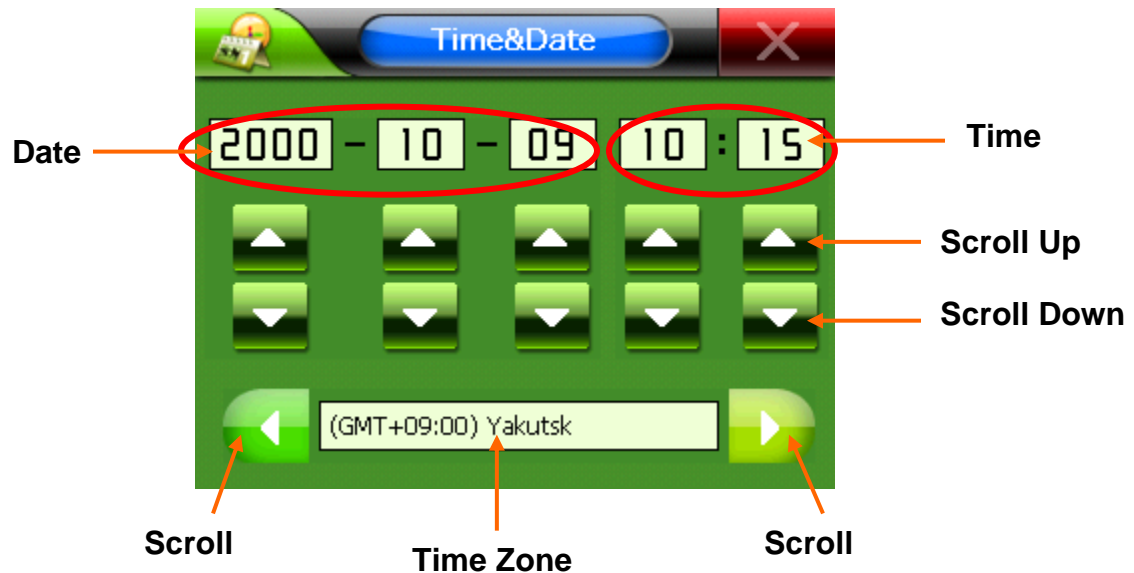 Time&Date
Date
2000 - 10 - 09 10 : 15
Time
Scroll Up
Scroll Down
(GMT+09:00) Yakutsk
Scroll
Time Zone
Scroll